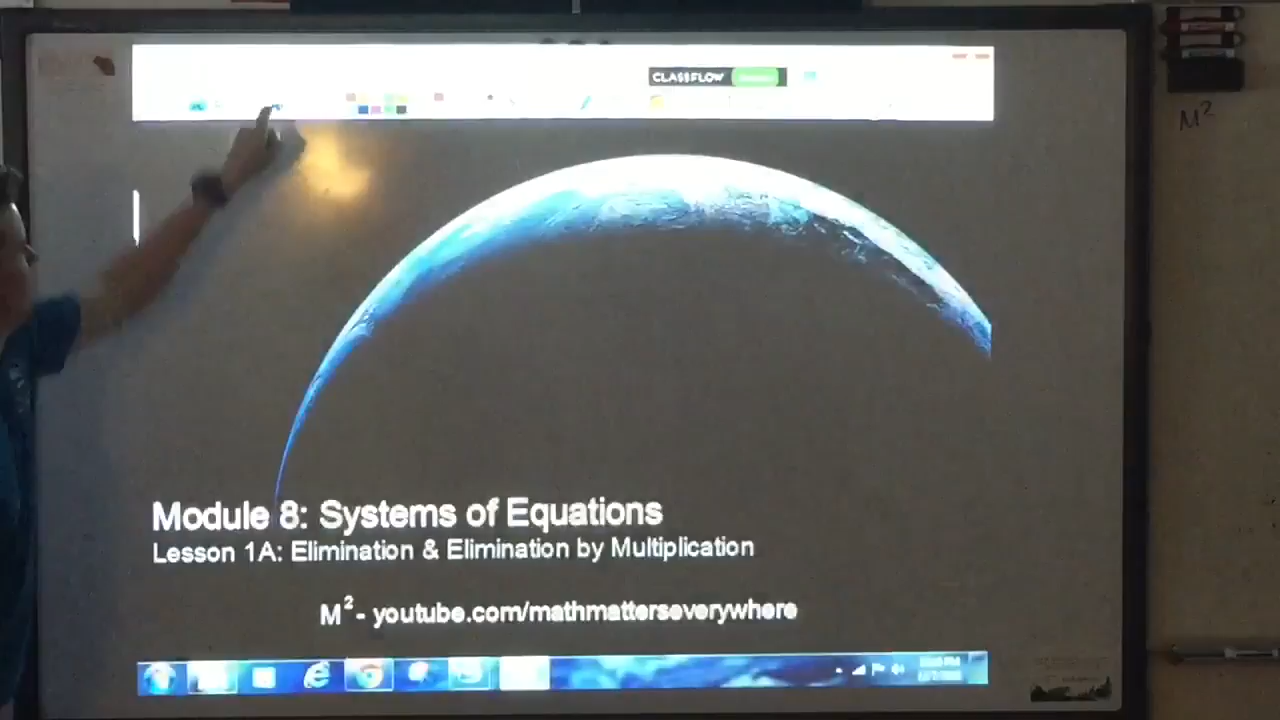 CLASSFLOW
M²
Module 8: Systems of Equations
Lesson 1A: Elimination & Elimination by Multiplication
M² - youtube.com/mathmatterseverywhere